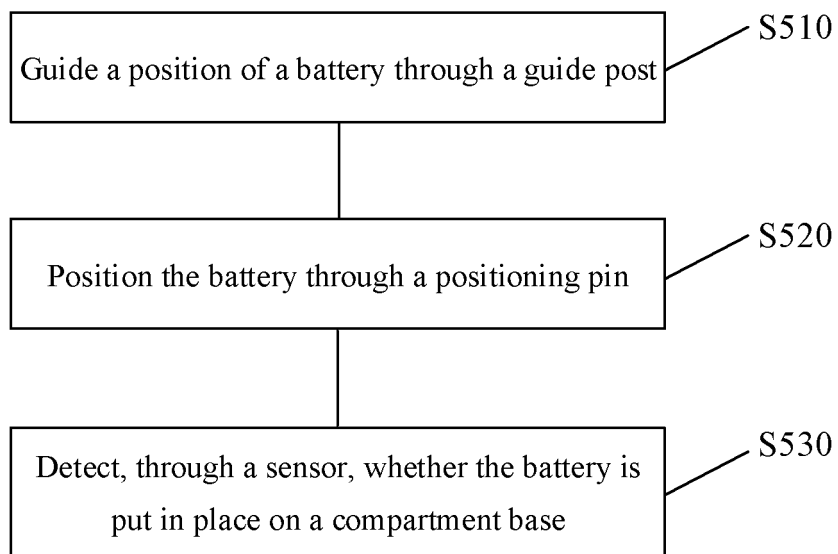 S510
Guide a position of a battery through a guide post
S520
Position the battery through a positioning pin
S530
Detect, through a sensor, whether the battery is
put in place on a compartment base